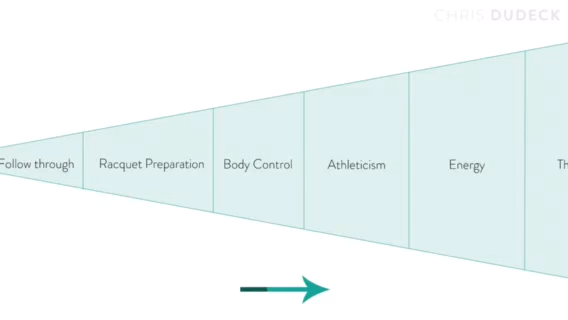 CHRIS DUDECK
Follow through
Racquet Preparation
Body Control
Athleticism
Energy